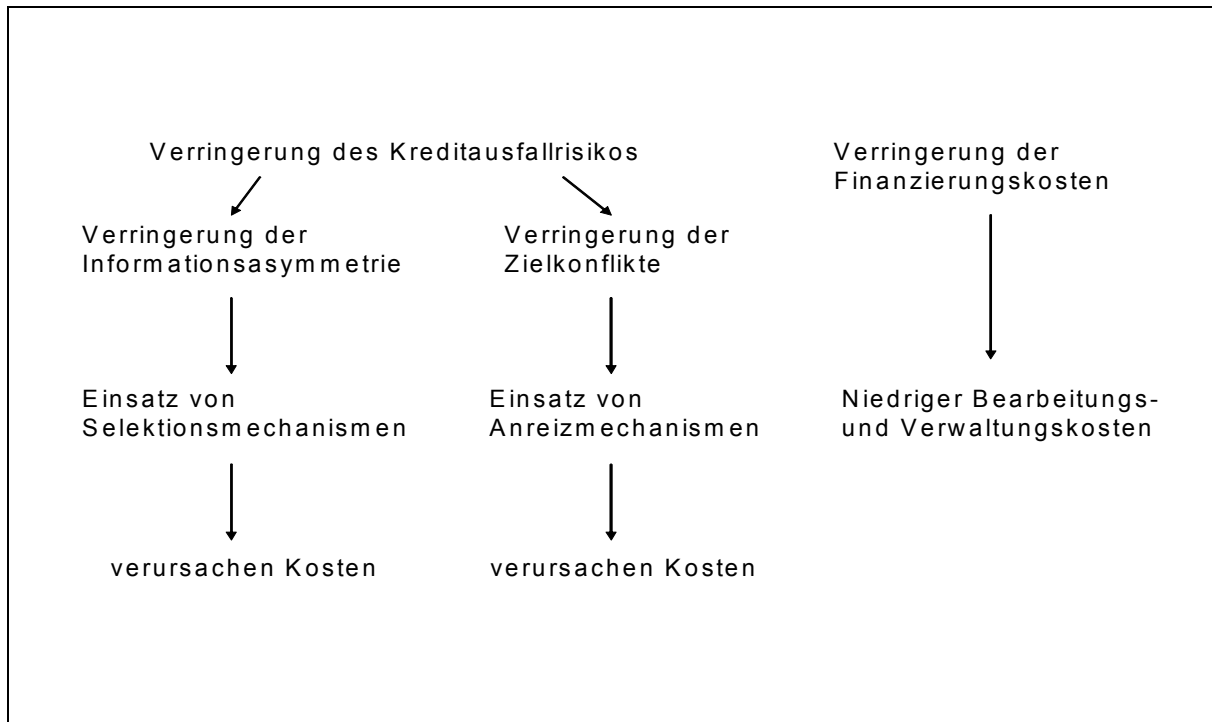 Verringerung des Kreditausfallrisikos
Verringerung der
Finanzierungskosten
Verringerung der
Informationsasymmetrie
Verringerung der
Zielkonflikte
Einsatz von
Selektionsmechanismen
Einsatz von
Anreizmechanismen
Niedriger Bearbeitungs-
und Verwaltungskosten
verursachen Kosten
verursachen Kosten